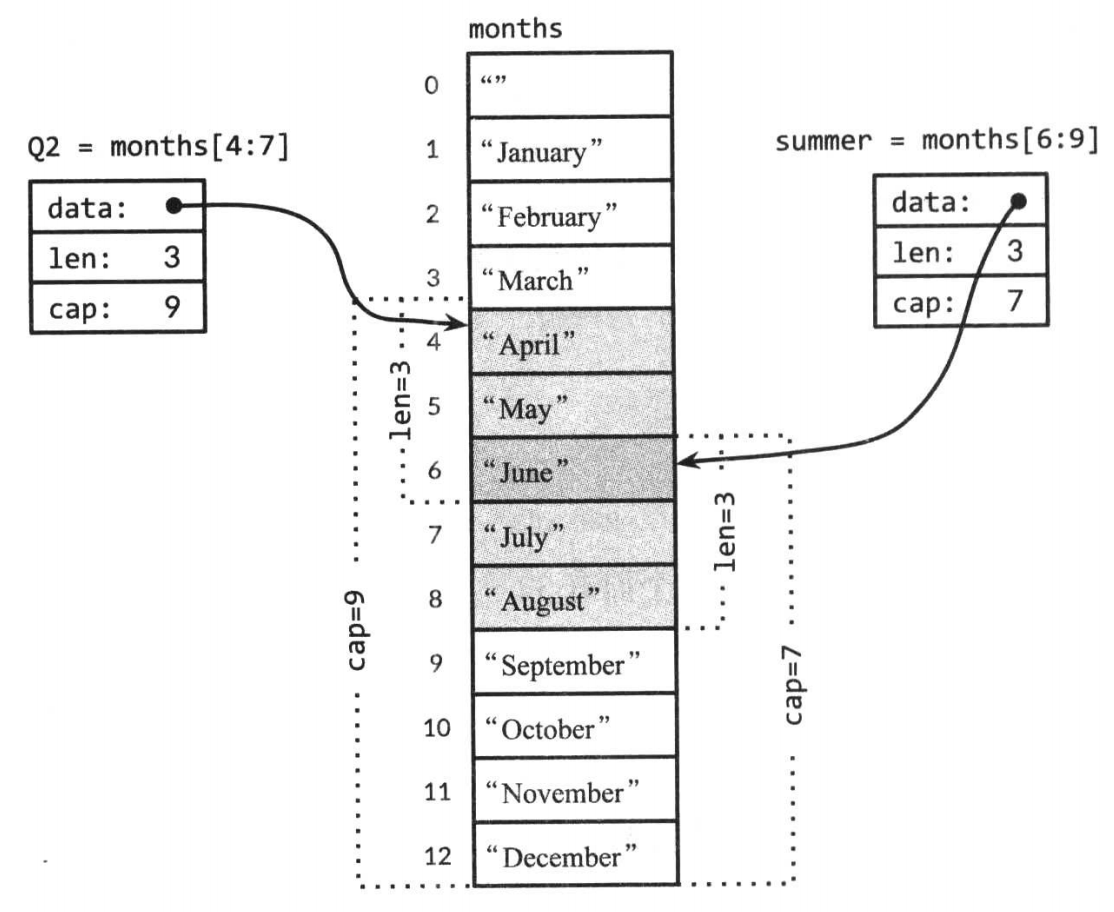 months
Q2 = months[4:7]
data:
len: 3
cap: 9
summer = months[6:9]
data:
len: 3
cap: 7
0 “”
1 “January”
2 “February”
3 “March”
4 “April”
5 “May”
6 “June”
7 “July”
8 “August”
9 “September”
10 “October”
11 “November”
12 “December”
len=3
cap=9
len=3
cap=7